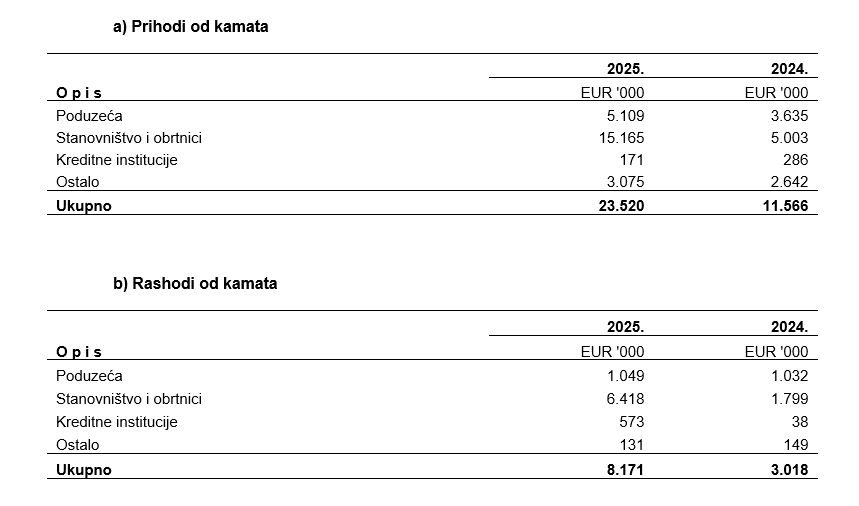 a) Prihodi od kamata
2025. 2024.
O p i s EUR '000 EUR '000
Poduzeća 5.109 3.635
Stanovništvo i obrtnici 15.165 5.003
Kreditne institucije 171 286
Ostalo 3.075 2.642
Ukupno 23.520 11.566
b) Rashodi od kamata
2025. 2024.
O p i s EUR '000 EUR '000
Poduzeća 1.049 1.032
Stanovništvo i obrtnici 6.418 1.799
Kreditne institucije 573 38
Ostalo 131 149
Ukupno 8.171 3.018